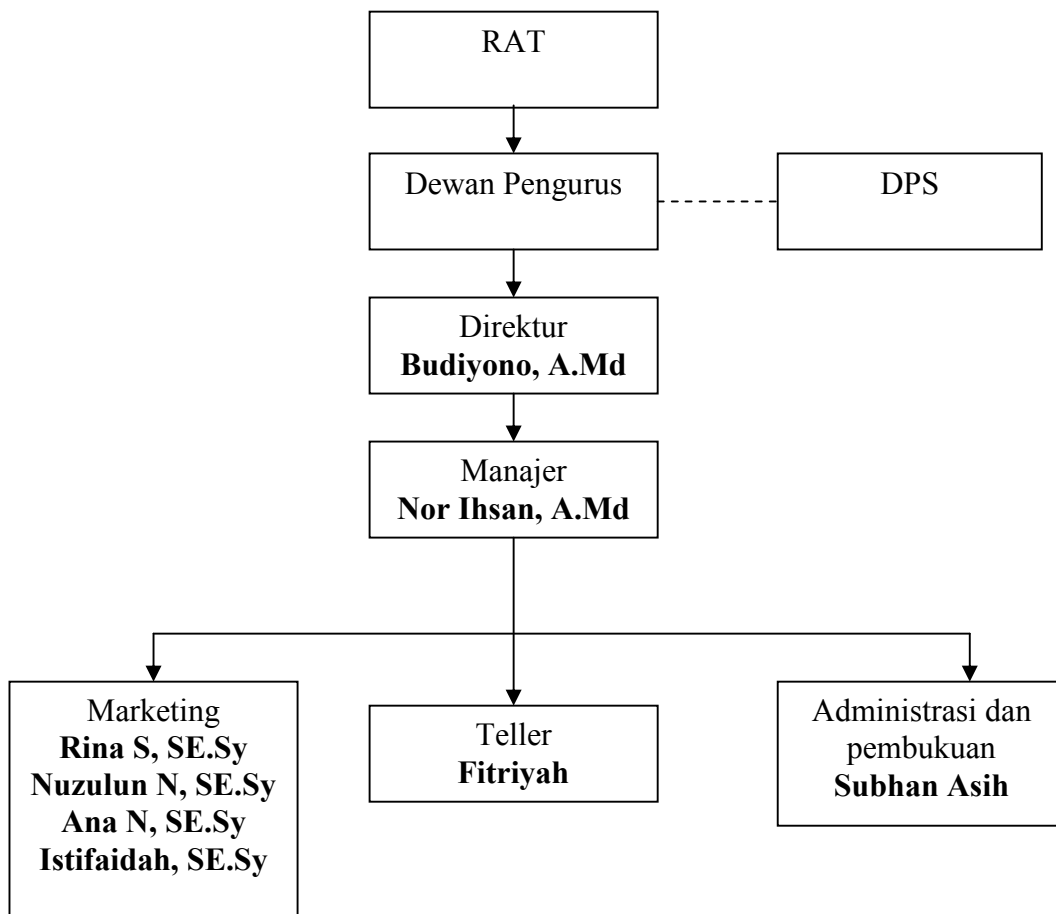 RAT
Dewan Pengurus
DPS
Direktur
Budiyono, A.Md
Manajer
Nor Ihsan, A.Md
Marketing
Rina S, SE.Sy
Nuzulun N, SE.Sy
Ana N, SE.Sy
Istifaidah, SE.Sy
Teller
Fitriyah
Administrasi dan
pembukuan
Subhan Asih